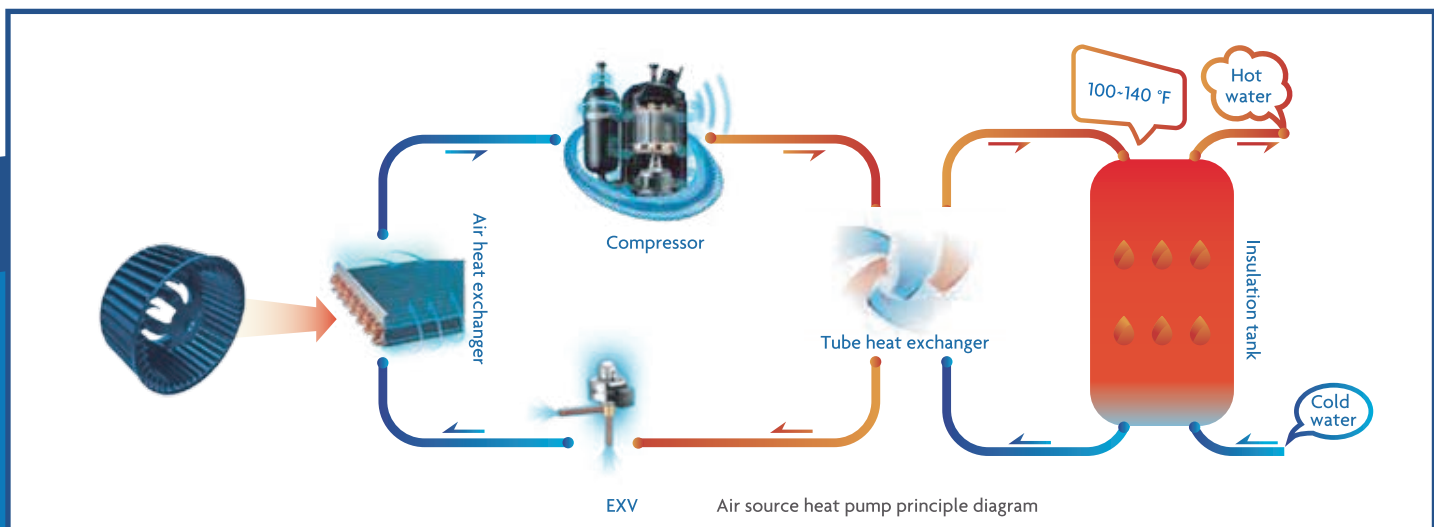 100~140 °F
Hot
water
Compressor
Air heat exchanger
Tube heat exchanger
Insulation tank
Cold
water
EXV
Air source heat pump principle diagram